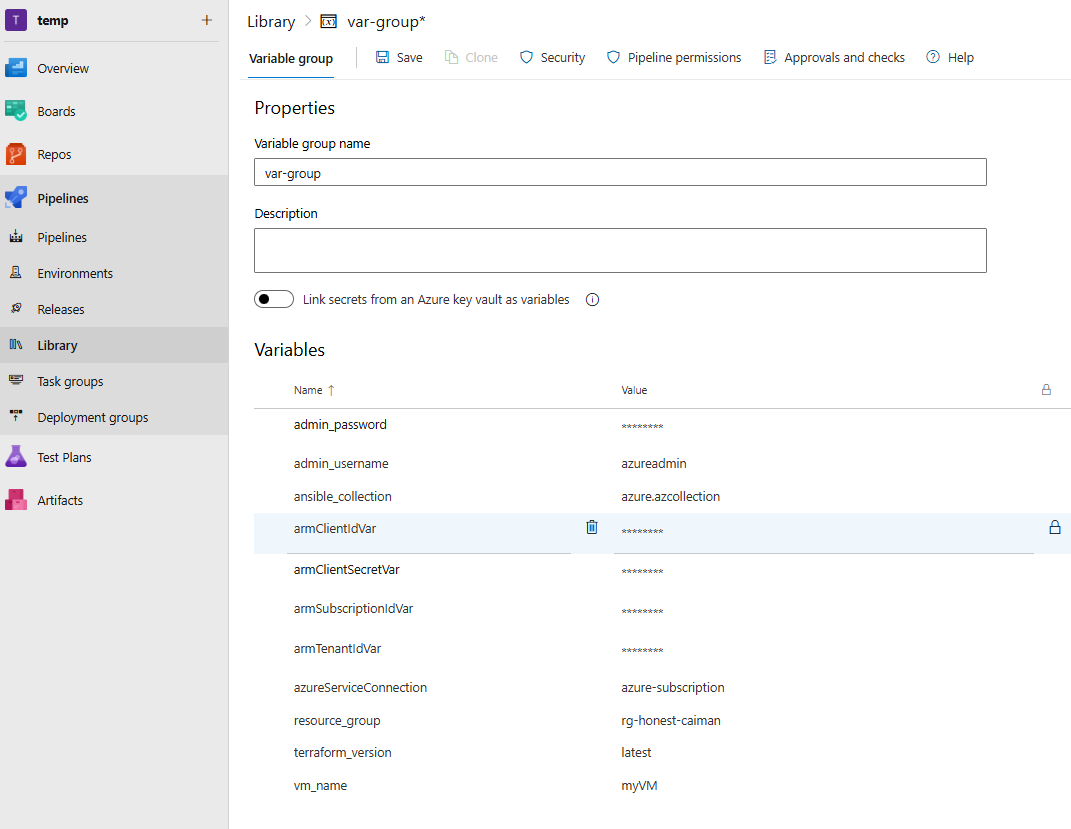 T temp +
Overview
Boards
Repos
Pipelines
Pipelines
Environments
Releases
Library
Task groups
Deployment groups
Test Plans
Artifacts
Library > (x) var-group*
Variable group Save Clone Security Pipeline permissions Approvals and checks Help
Properties
Variable group name
var-group
Description
Link secrets from an Azure key vault as variables
Variables
Name ↑ Value
admin_password ********
admin_username azureadmin
ansible_collection azure.azcollection
armClientIdVar ********
armClientSecretVar ********
armSubscriptionIdVar ********
armTenantIdVar ********
azureServiceConnection azure-subscription
resource_group rg-honest-caiman
terraform_version latest
vm_name myVM